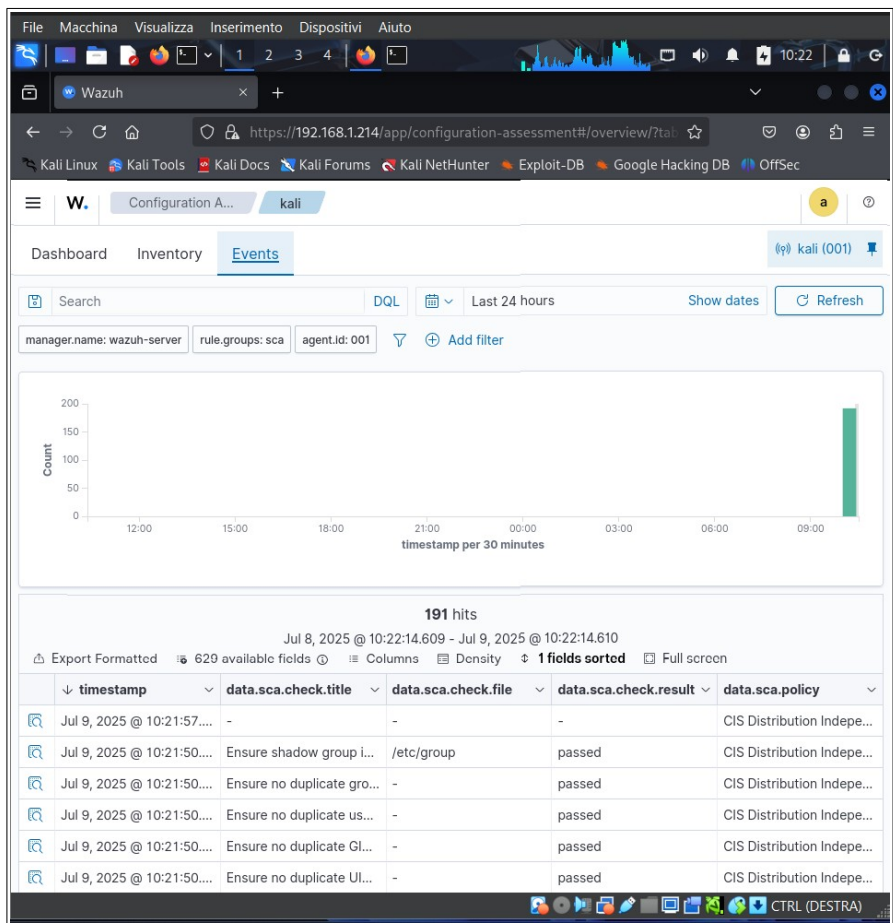 File Macchina Visualizza Inserimento Dispositivi Aiuto
1 2 3 4 10:22
Wazuh
https://192.168.1.214/app/configuration-assessment#/overview/?tab
Kali Linux Kali Tools Kali Docs Kali Forums Kali NetHunter Exploit-DB Google Hacking DB OffSec
W. Configuration A... kali a
Dashboard Inventory Events kali (001)
Search DQL Last 24 hours Show dates Refresh
manager.name: wazuh-server rule.groups: sca agent.id: 001 Add filter
200
150
100
50
0
Count
12:00 15:00 18:00 21:00 00:00 03:00 06:00 09:00
timestamp per 30 minutes
191 hits
Jul 8, 2025 @ 10:22:14.609 - Jul 9, 2025 @ 10:22:14.610
Export Formatted 629 available fields Columns Density 1 fields sorted Full screen
timestamp data.sca.check.title data.sca.check.file data.sca.check.result data.sca.policy
Jul 9, 2025 @ 10:21:57.... - - - CIS Distribution Indepe...
Jul 9, 2025 @ 10:21:50.... Ensure shadow group i... /etc/group passed CIS Distribution Indepe...
Jul 9, 2025 @ 10:21:50.... Ensure no duplicate gro... - passed CIS Distribution Indepe...
Jul 9, 2025 @ 10:21:50.... Ensure no duplicate us... - passed CIS Distribution Indepe...
Jul 9, 2025 @ 10:21:50.... Ensure no duplicate GI... - passed CIS Distribution Indepe...
Jul 9, 2025 @ 10:21:50.... Ensure no duplicate UI... - passed CIS Distribution Indepe...
CTRL (DESTRA)